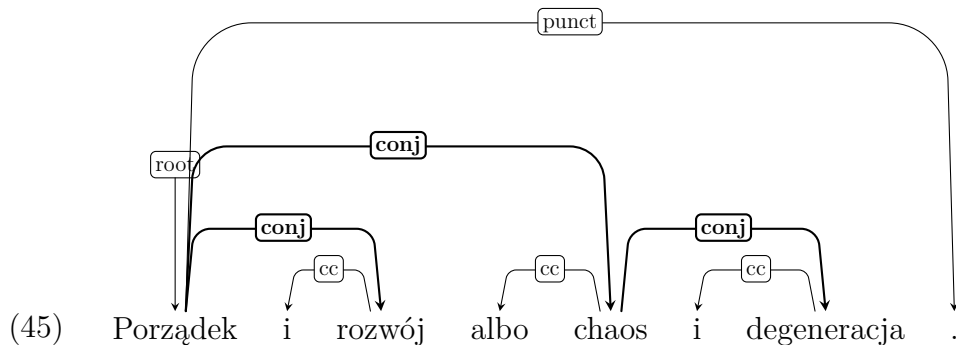 punct
conj
root
conj
conj
cc
cc
cc
(45) Porządek i rozwój albo chaos i degeneracja .